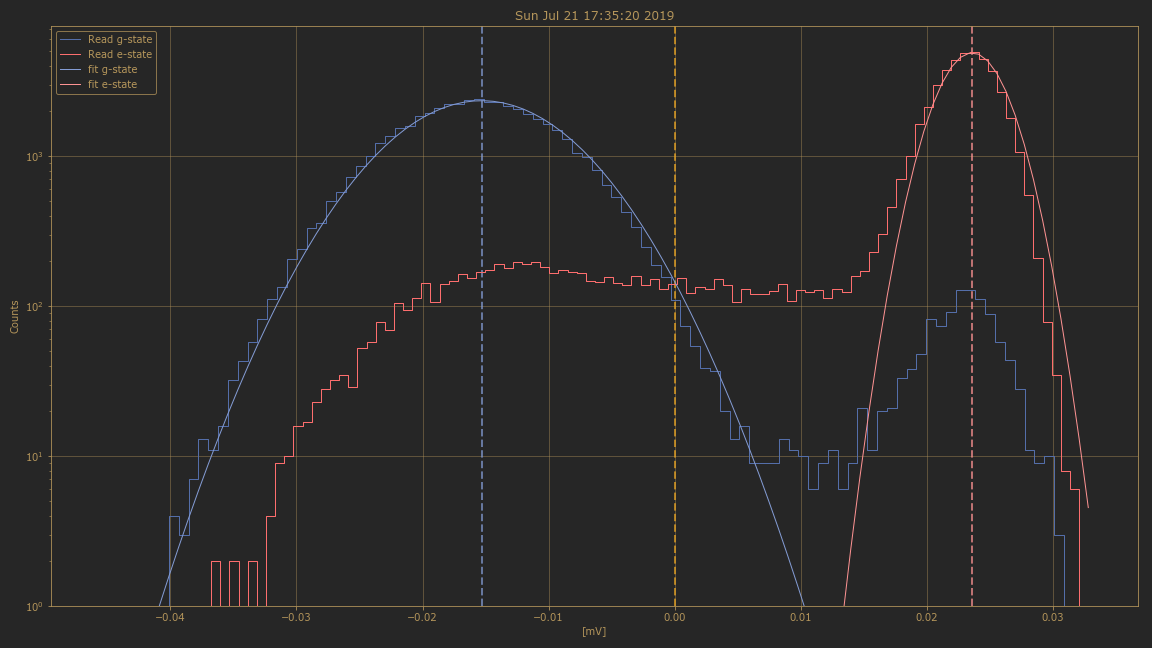 Sun Jul 21 17:35:20 2019
Read g-state
Read e-state
fit g-state
fit e-state
Counts
10³
10²
10¹
10⁰
−0.04 −0.03 −0.02 −0.01 0.00 0.01 0.02 0.03
[mV]